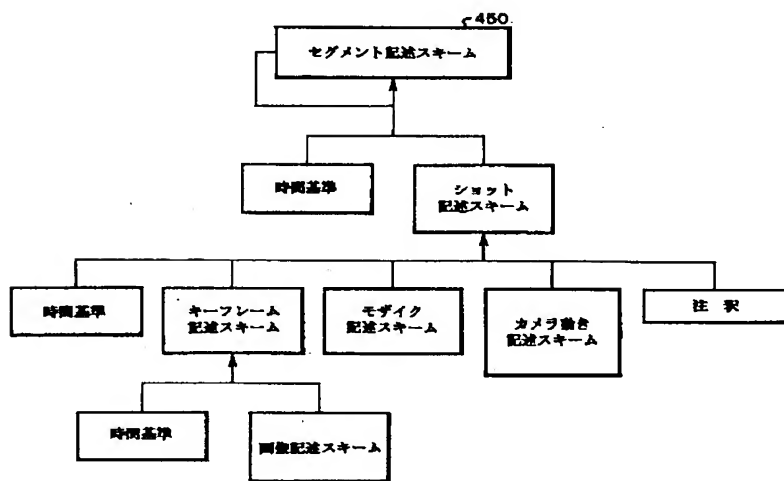 450
セグメント記述スキーム
時間基準
ショット
記述スキーム
時間基準
キーフレーム
記述スキーム
モザイク
記述スキーム
カメラ動き
記述スキーム
注 釈
時間基準
画像記述スキーム